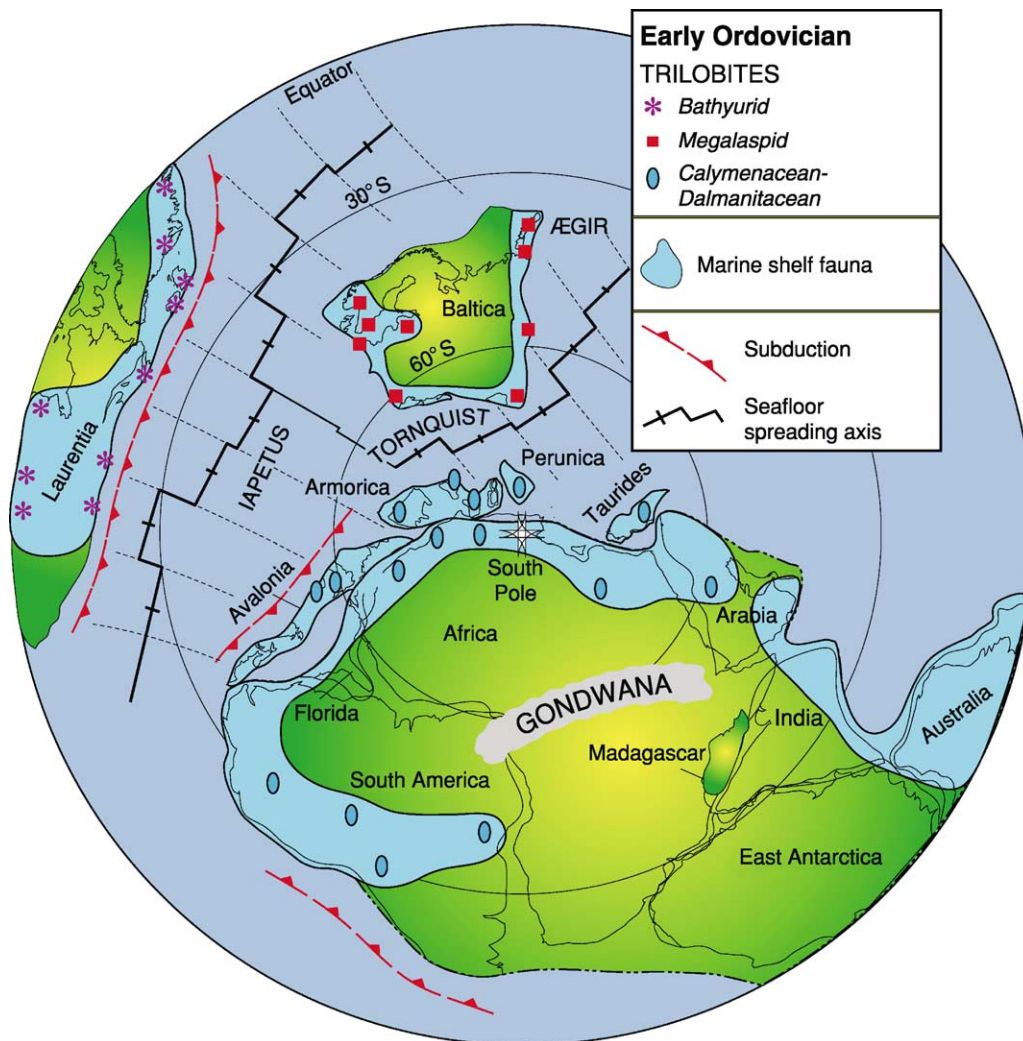 Early Ordovician
TRILOBITES
Bathyurid
Megalaspid
Calymenacean-
Dalmanitacean
Marine shelf fauna
Subduction
Seafloor
spreading axis
Equator
30° S
ÆGIR
Baltica
60° S
Laurentia
IAPETUS
TORNQUIST
Armorica
Perunica
Taurides
Avalonia
South
Pole
Africa
Arabia
GONDWANA
Florida
India
Australia
Madagascar
South America
East Antarctica